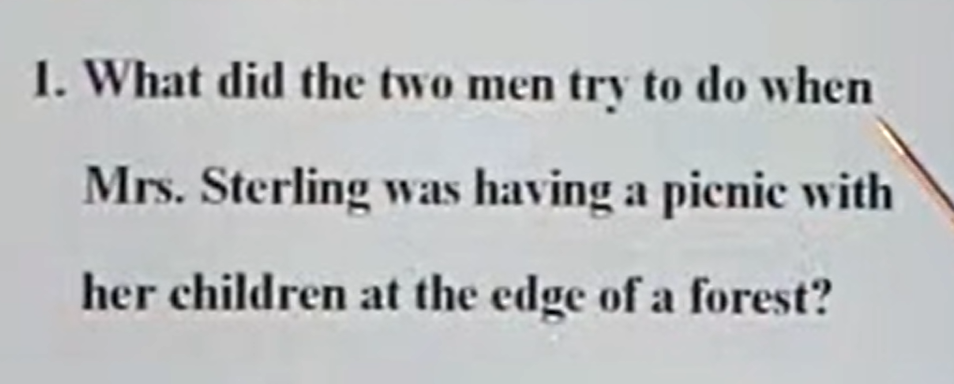 1. What did the two men try to do when
Mrs. Sterling was having a picnic with
her children at the edge of a forest?